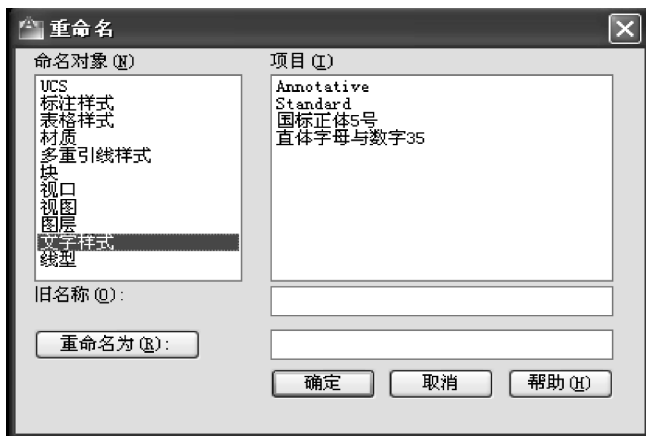 重命名
命名对象(N)
UCS
标注样式
表格样式
材质
多重引线样式
块
视口
视图
图层
文字样式
线型
项目(I)
Annotative
Standard
国标正体5号
直体字母与数字35
旧名称(O):
重命名为(R):
确定
取消
帮助(H)